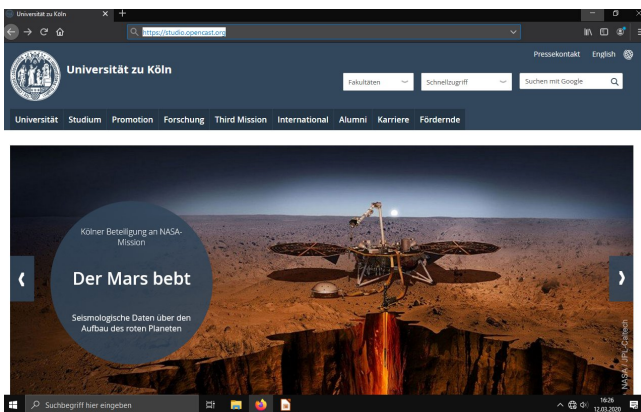 Universität zu Köln
https://studio.opencast.org
Pressekontakt English
Universität zu Köln
Fakultäten
Schnellzugriff
Suchen mit Google
Universität Studium Promotion Forschung Third Mission International Alumni Karriere Fördernde
Kölner Beteiligung an NASA-
Mission
Der Mars bebt
Seismologische Daten über den
Aufbau des roten Planeten
NASA / JPL-Caltech
Suchbegriff hier eingeben
16:26
12.03.2020